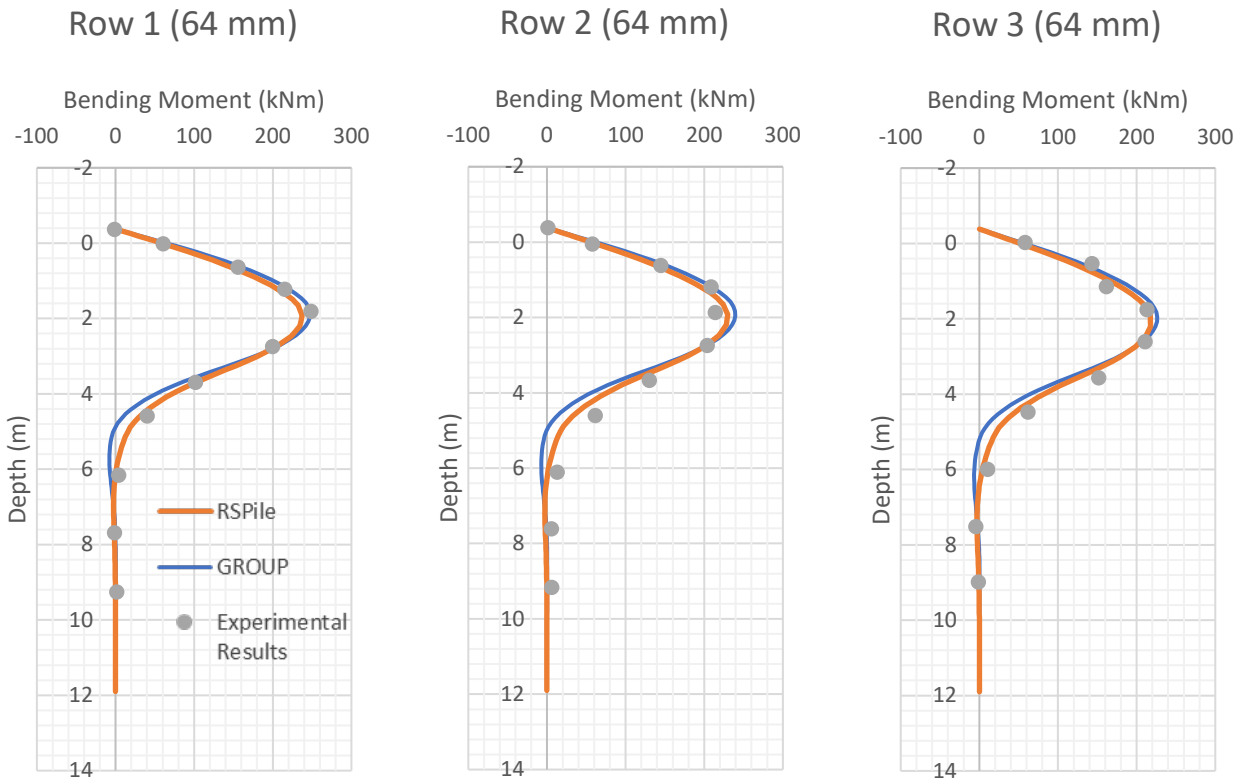 Row 1 (64 mm)
Row 2 (64 mm)
Row 3 (64 mm)
Bending Moment (kNm)
Bending Moment (kNm)
Bending Moment (kNm)
-100 0 100 200 300
-100 0 100 200 300
-100 0 100 200 300
-2
0
2
4
6
8
10
12
14
Depth (m)
RSPile
GROUP
Experimental
Results
-2
0
2
4
6
8
10
12
14
Depth (m)
-2
0
2
4
6
8
10
12
14
Depth (m)